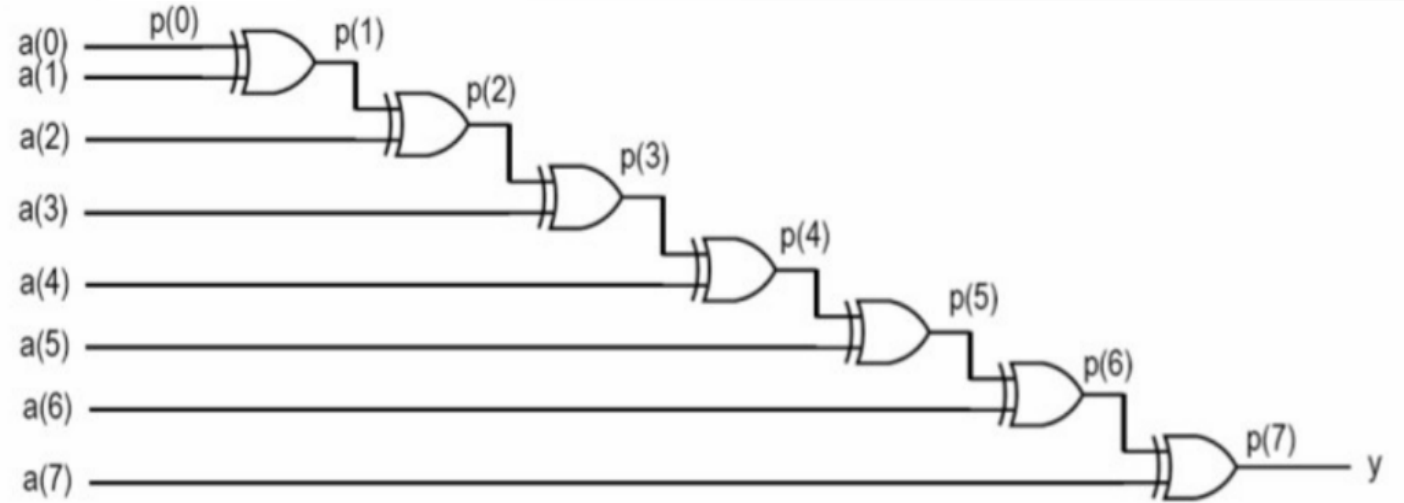 a(0) p(0) p(1)
a(1)
p(2)
a(2)
p(3)
a(3)
p(4)
a(4)
p(5)
a(5)
p(6)
a(6)
p(7)
y
a(7)